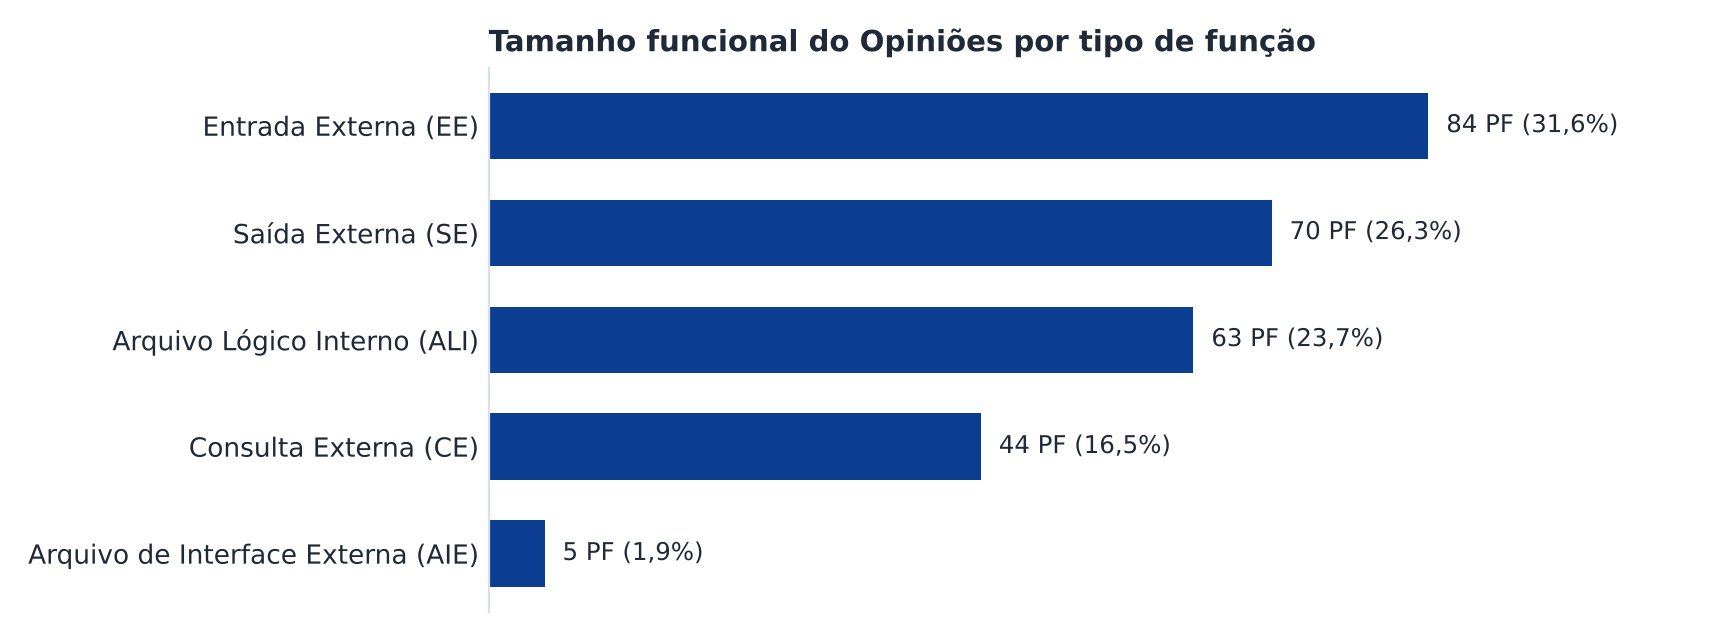 Tamanho funcional do Opiniões por tipo de função
Entrada Externa (EE) 84 PF (31,6%)
Saída Externa (SE) 70 PF (26,3%)
Arquivo Lógico Interno (ALI) 63 PF (23,7%)
Consulta Externa (CE) 44 PF (16,5%)
Arquivo de Interface Externa (AIE) 5 PF (1,9%)